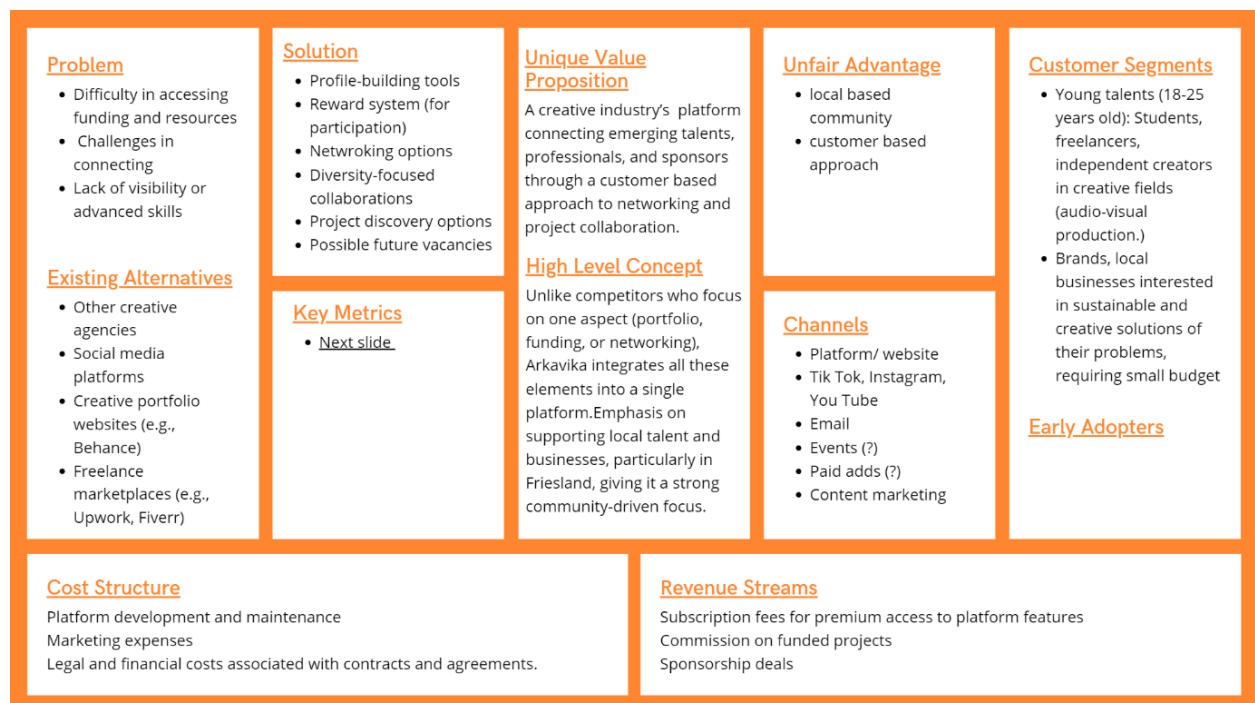 Problem
• Difficulty in accessing
funding and resources
• Challenges in
connecting
• Lack of visibility or
advanced skills
Existing Alternatives
• Other creative
agencies
• Social media
platforms
• Creative portfolio
websites (e.g.,
Behance)
• Freelance
marketplaces (e.g.,
Upwork, Fiverr)
Solution
• Profile-building tools
• Reward system (for
participation)
• Netwroking options
• Diversity-focused
collaborations
• Project discovery options
• Possible future vacancies
Key Metrics
• Next slide
Unique Value
Proposition
A creative industry’s platform
connecting emerging talents,
professionals, and sponsors
through a customer based
approach to networking and
project collaboration.
High Level Concept
Unlike competitors who focus
on one aspect (portfolio,
funding, or networking),
Arkavika integrates all these
elements into a single
platform.Emphasis on
supporting local talent and
businesses, particularly in
Friesland, giving it a strong
community-driven focus.
Unfair Advantage
• local based
community
• customer based
approach
Channels
• Platform/ website
• Tik Tok, Instagram,
You Tube
• Email
• Events (?)
• Paid adds (?)
• Content marketing
Customer Segments
• Young talents (18-25
years old): Students,
freelancers,
independent creators
in creative fields
(audio-visual
production.)
• Brands, local
businesses interested
in sustainable and
creative solutions of
their problems,
requiring small budget
Early Adopters
Cost Structure
Platform development and maintenance
Marketing expenses
Legal and financial costs associated with contracts and agreements.
Revenue Streams
Subscription fees for premium access to platform features
Commission on funded projects
Sponsorship deals